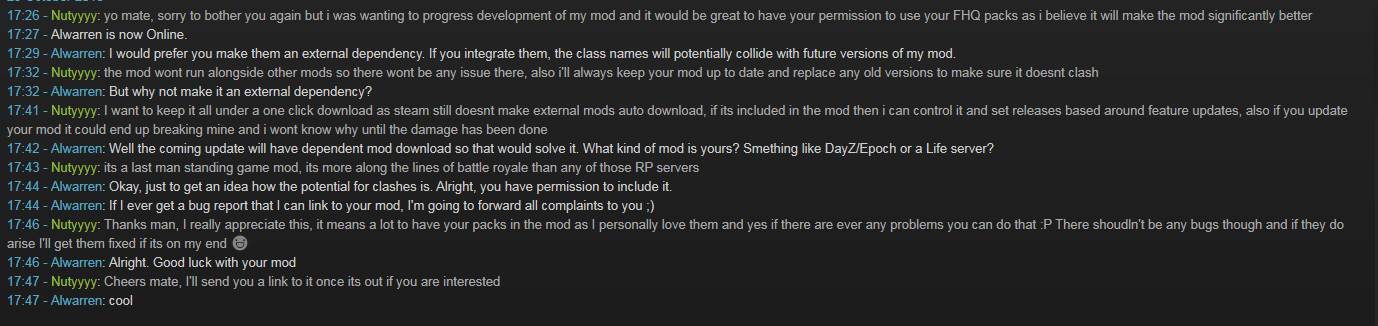 17:26 - Nutyyyy: yo mate, sorry to bother you again but i was wanting to progress development of my mod and it would be great to have your permission to use your FHQ packs as i believe it will make the mod significantly better
17:27 - Alwarren is now Online.
17:29 - Alwarren: I would prefer you make them an external dependency. If you integrate them, the class names will potentially collide with future versions of my mod.
17:32 - Nutyyyy: the mod wont run alongside other mods so there wont be any issue there, also i'll always keep your mod up to date and replace any old versions to make sure it doesnt clash
17:32 - Alwarren: But why not make it an external dependency?
17:41 - Nutyyyy: I want to keep it all under a one click download as steam still doesnt make external mods auto download, if its included in the mod then i can control it and set releases based around feature updates, also if you update
your mod it could end up breaking mine and i wont know why until the damage has been done
17:42 - Alwarren: Well the coming update will have dependent mod download so that would solve it. What kind of mod is yours? Smething like DayZ/Epoch or a Life server?
17:43 - Nutyyyy: its a last man standing game mod, its more along the lines of battle royale than any of those RP servers
17:44 - Alwarren: Okay, just to get an idea how the potential for clashes is. Alright, you have permission to include it.
17:44 - Alwarren: If I ever get a bug report that I can link to your mod, I'm going to forward all complaints to you ;)
17:46 - Nutyyyy: Thanks man, I really appreciate this, it means a lot to have your packs in the mod as I personally love them and yes if there are ever any problems you can do that :P There shoudln't be any bugs though and if they do
arise I'll get them fixed if its on my end
17:46 - Alwarren: Alright. Good luck with your mod
17:47 - Nutyyyy: Cheers mate, I'll send you a link to it once its out if you are interested
17:47 - Alwarren: cool